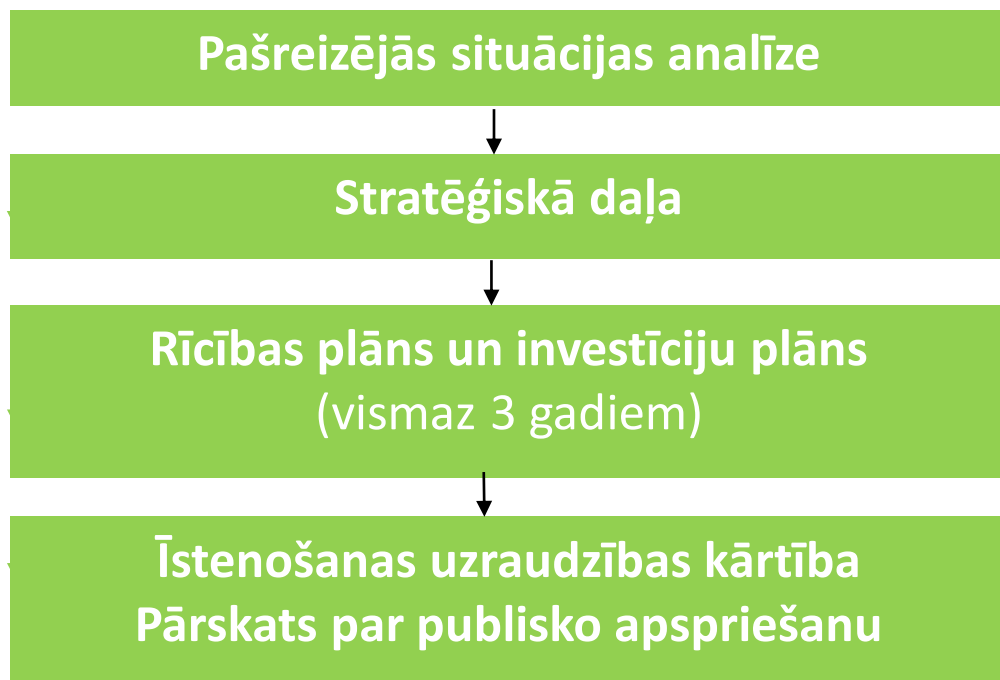 Pašreizējās situācijas analīze
Stratēģiskā daļa
Rīcības plāns un investīciju plāns
(vismaz 3 gadiem)
Īstenošanas uzraudzības kārtība
Pārskats par publisko apspriešanu